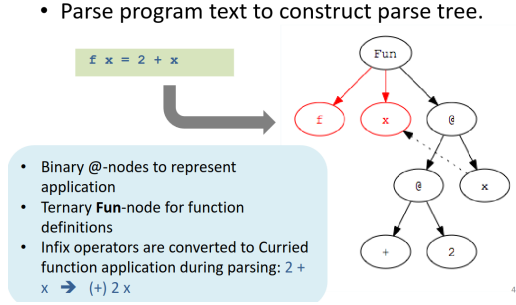 • Parse program text to construct parse tree.
f x = 2 + x
Fun
f
x
@
@
x
+
2
• Binary @-nodes to represent
application
• Ternary Fun-node for function
definitions
• Infix operators are converted to Curried
function application during parsing: 2 +
x ➔ (+) 2 x
4